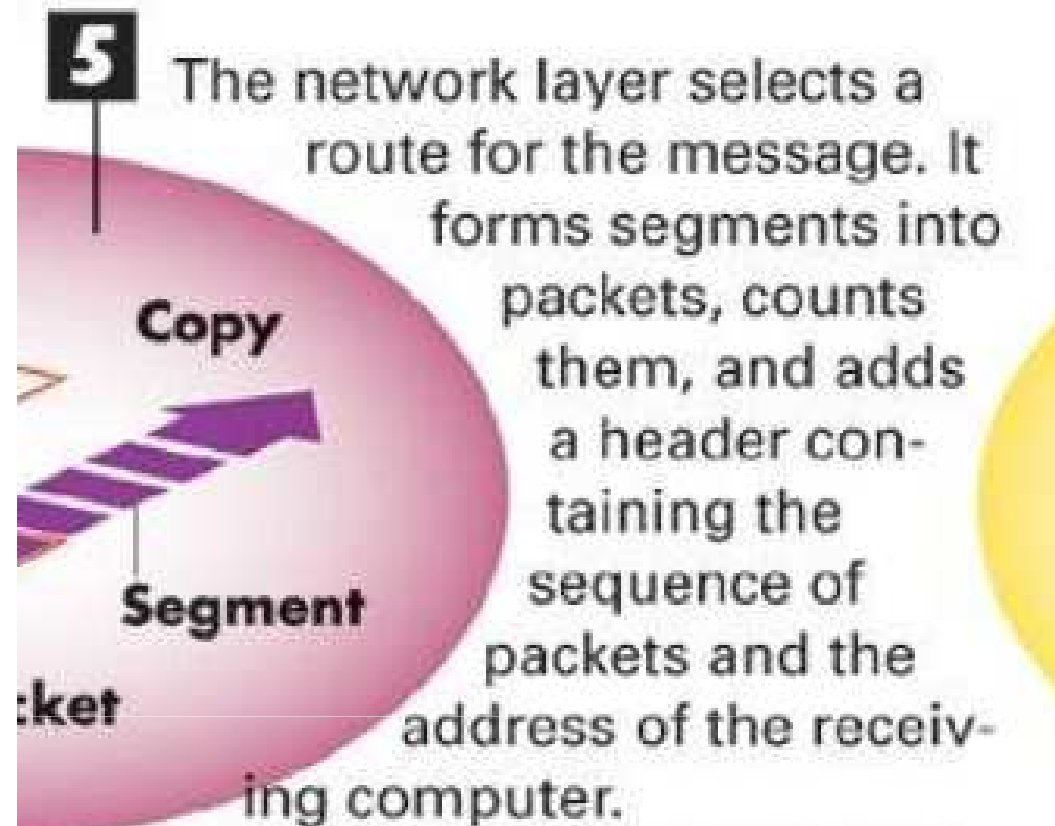 5
The network layer selects a
route for the message. It
forms segments into
packets, counts
them, and adds
a header con-
taining the
sequence of
packets and the
address of the receiv-
ing computer.
Copy
Segment